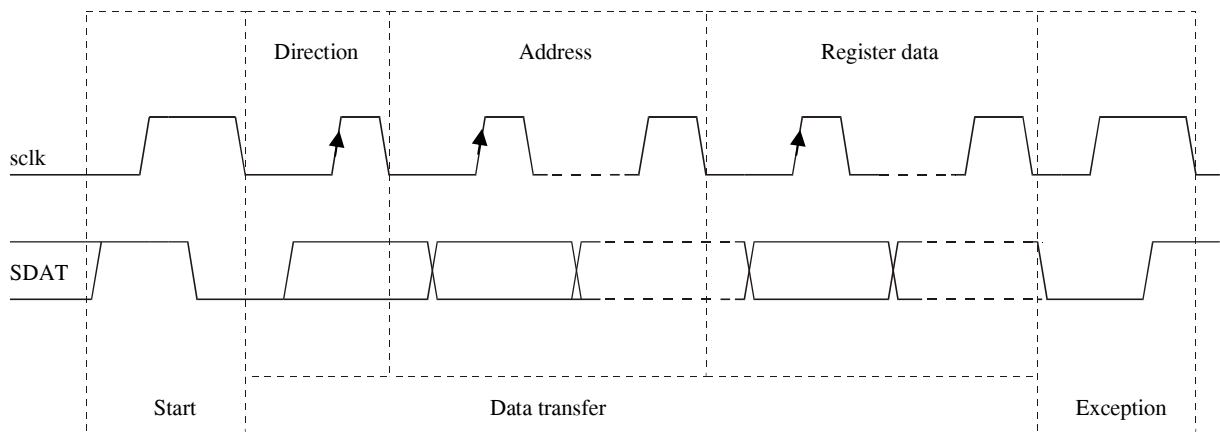 Direction
Address
Register data
sclk
SDAT
Start
Data transfer
Exception